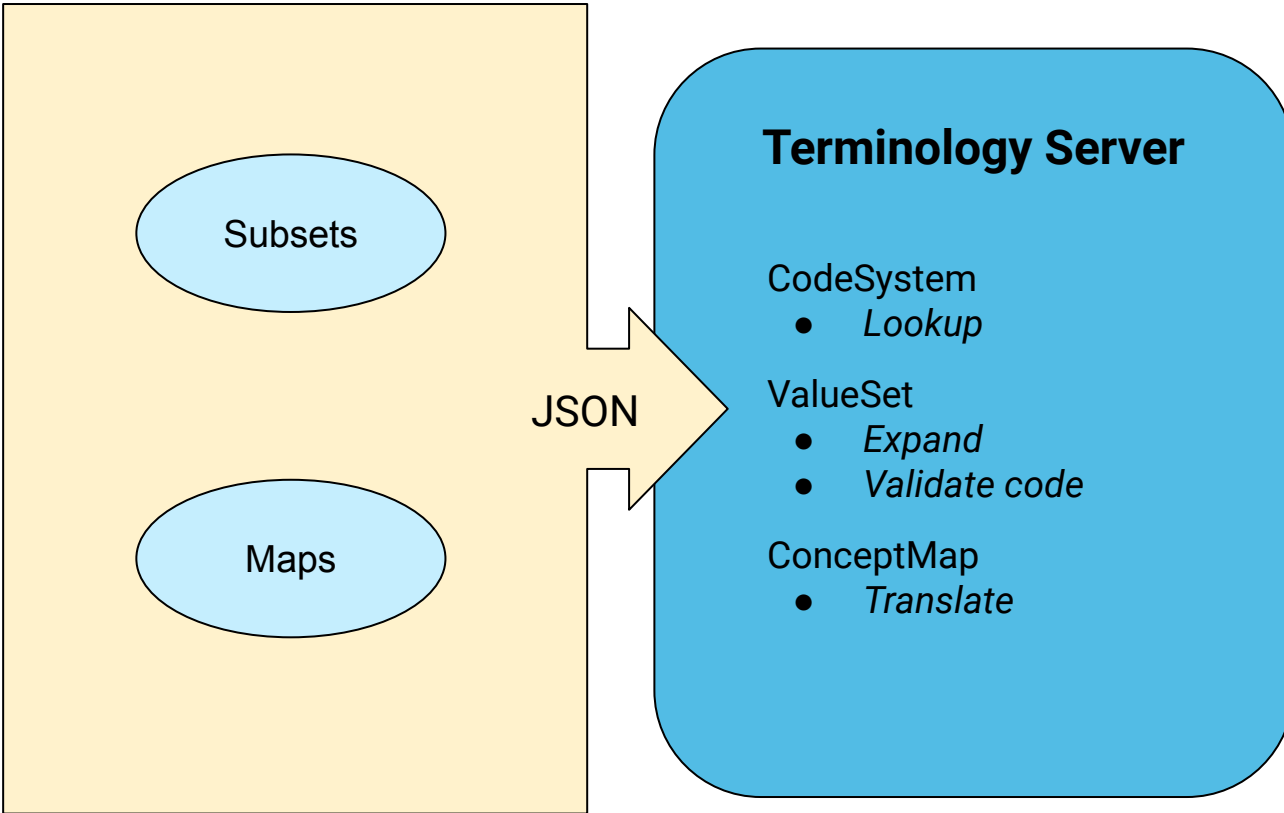 Subsets
Maps
JSON
Terminology Server
CodeSystem
● Lookup
ValueSet
● Expand
● Validate code
ConceptMap
● Translate